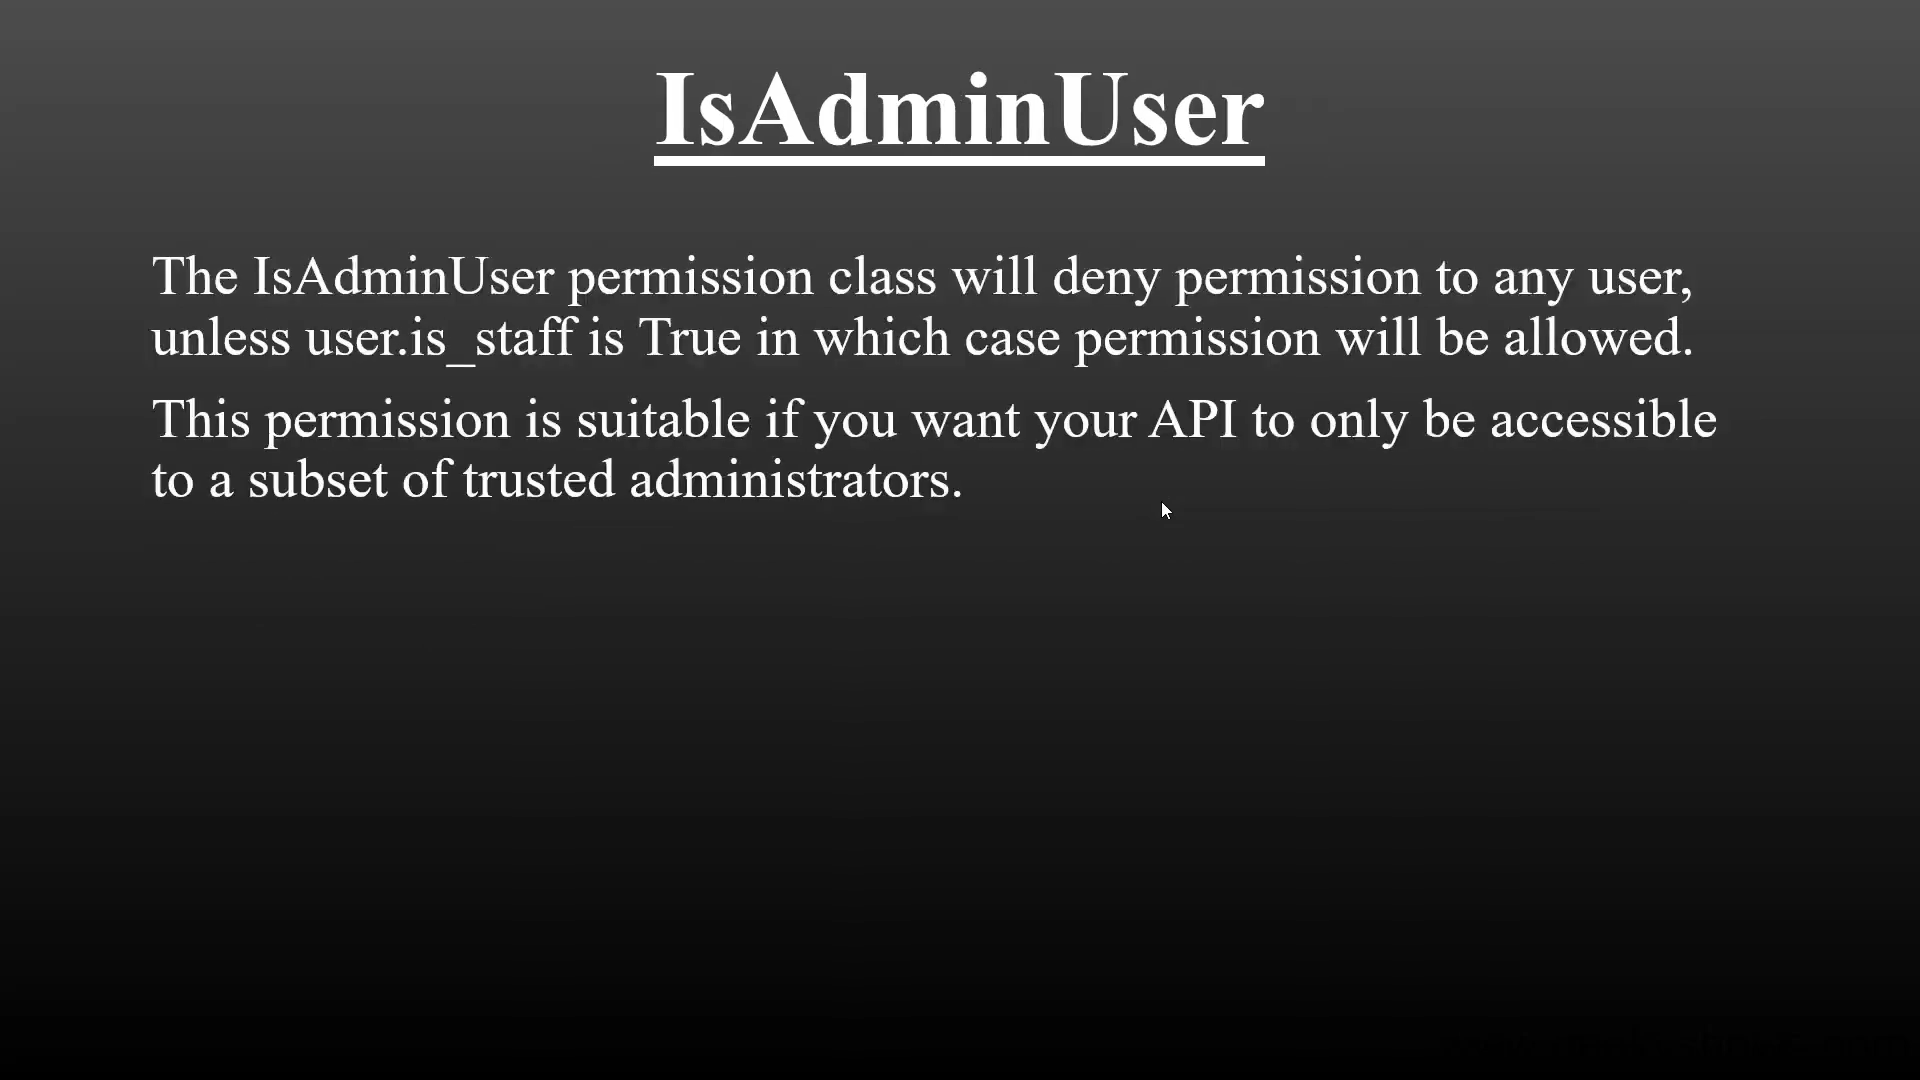 IsAdminUser
The IsAdminUser permission class will deny permission to any user,
unless user.is_staff is True in which case permission will be allowed.
This permission is suitable if you want your API to only be accessible
to a subset of trusted administrators.